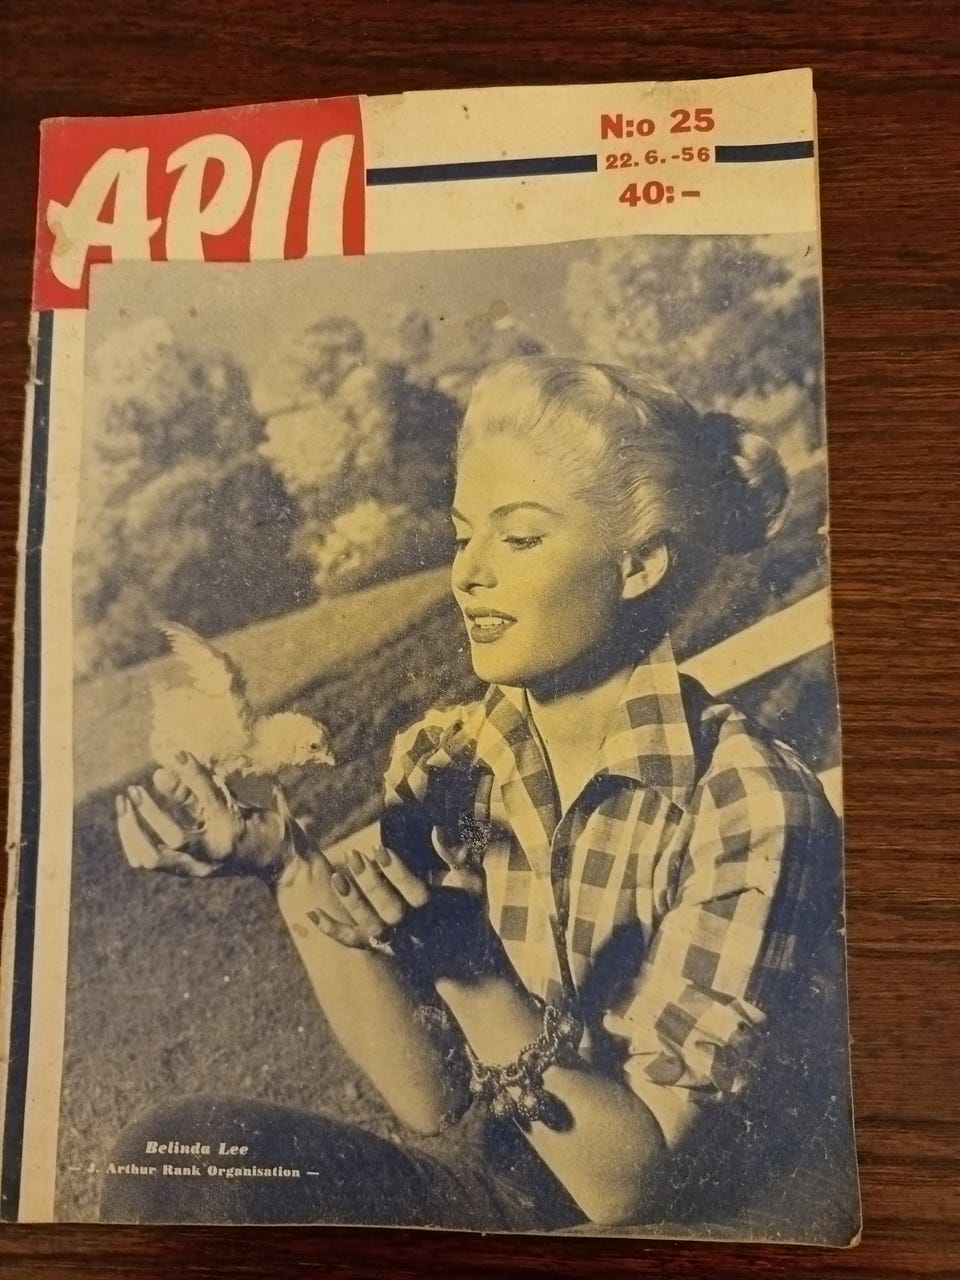 APU
N:o 25
22.6.-56
40:–
Belinda Lee
— J. Arthur Rank Organisation —